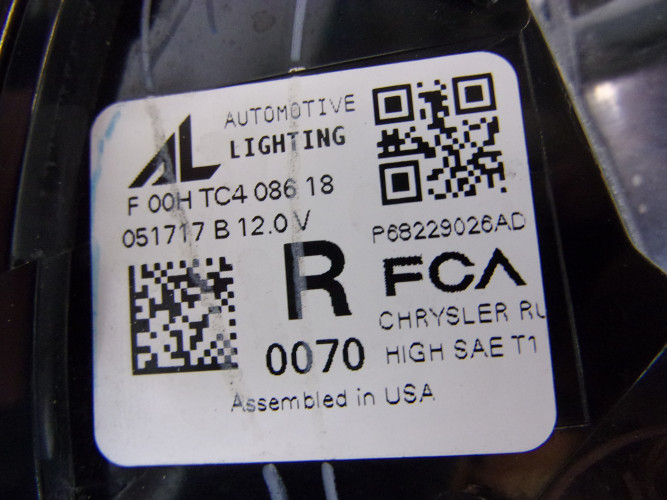 AL
AUTOMOTIVE
LIGHTING
F 00H TC4 086 18
051717 B 12.0 V
P68229026AD
R
FCA
CHRYSLER RU
0070
HIGH SAE T1
Assembled in USA